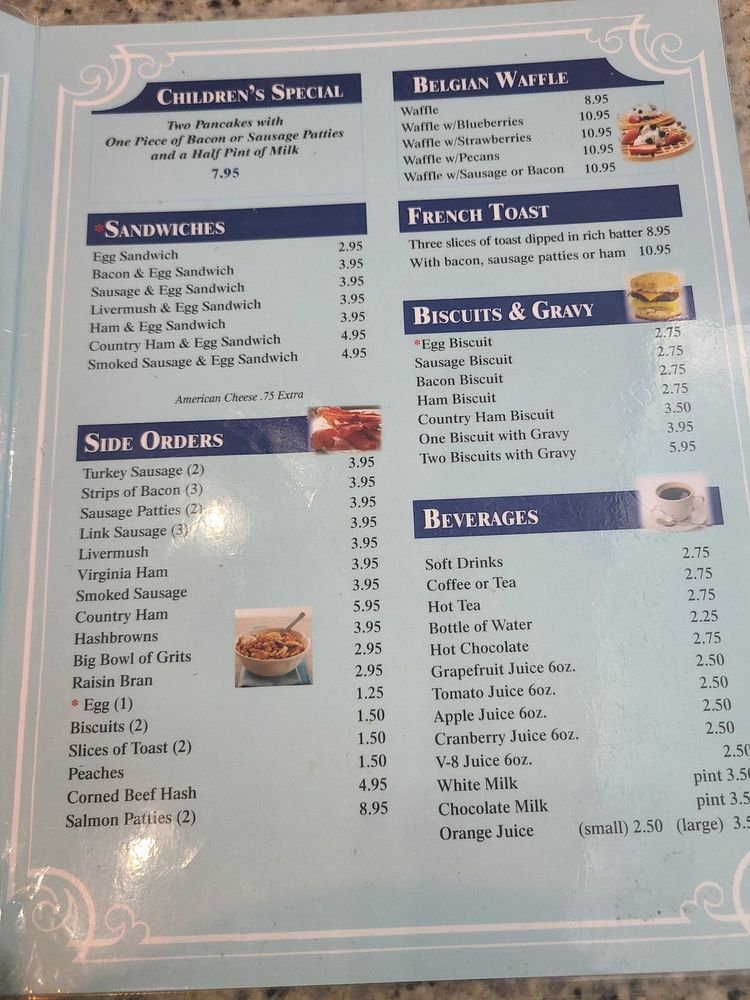 CHILDREN'S SPECIAL
Two Pancakes with
One Piece of Bacon or Sausage Patties
and a Half Pint of Milk
7.95
*SANDWICHES
Egg Sandwich 2.95
Bacon & Egg Sandwich 3.95
Sausage & Egg Sandwich 3.95
Livermush & Egg Sandwich 3.95
Ham & Egg Sandwich 3.95
Country Ham & Egg Sandwich 4.95
Smoked Sausage & Egg Sandwich 4.95
American Cheese .75 Extra
SIDE ORDERS
Turkey Sausage (2) 3.95
Strips of Bacon (3) 3.95
Sausage Patties (2) 3.95
Link Sausage (3) 3.95
Livermush 3.95
Virginia Ham 3.95
Smoked Sausage 3.95
Country Ham 5.95
Hashbrowns 3.95
Big Bowl of Grits 2.95
Raisin Bran 2.95
* Egg (1) 1.25
Biscuits (2) 1.50
Slices of Toast (2) 1.50
Peaches 1.50
Corned Beef Hash 4.95
Salmon Patties (2) 8.95
BELGIAN WAFFLE
Waffle 8.95
Waffle w/Blueberries 10.95
Waffle w/Strawberries 10.95
Waffle w/Pecans 10.95
Waffle w/Sausage or Bacon 10.95
FRENCH TOAST
Three slices of toast dipped in rich batter 8.95
With bacon, sausage patties or ham 10.95
BISCUITS & GRAVY
*Egg Biscuit 2.75
Sausage Biscuit 2.75
Bacon Biscuit 2.75
Ham Biscuit 2.75
Country Ham Biscuit 3.50
One Biscuit with Gravy 3.95
Two Biscuits with Gravy 5.95
BEVERAGES
Soft Drinks 2.75
Coffee or Tea 2.75
Hot Tea 2.75
Bottle of Water 2.25
Hot Chocolate 2.75
Grapefruit Juice 6oz. 2.50
Tomato Juice 6oz. 2.50
Apple Juice 6oz. 2.50
Cranberry Juice 6oz. 2.50
V-8 Juice 6oz. 2.50
White Milk pint 3.50
Chocolate Milk pint 3.5
Orange Juice (small) 2.50 (large) 3.5